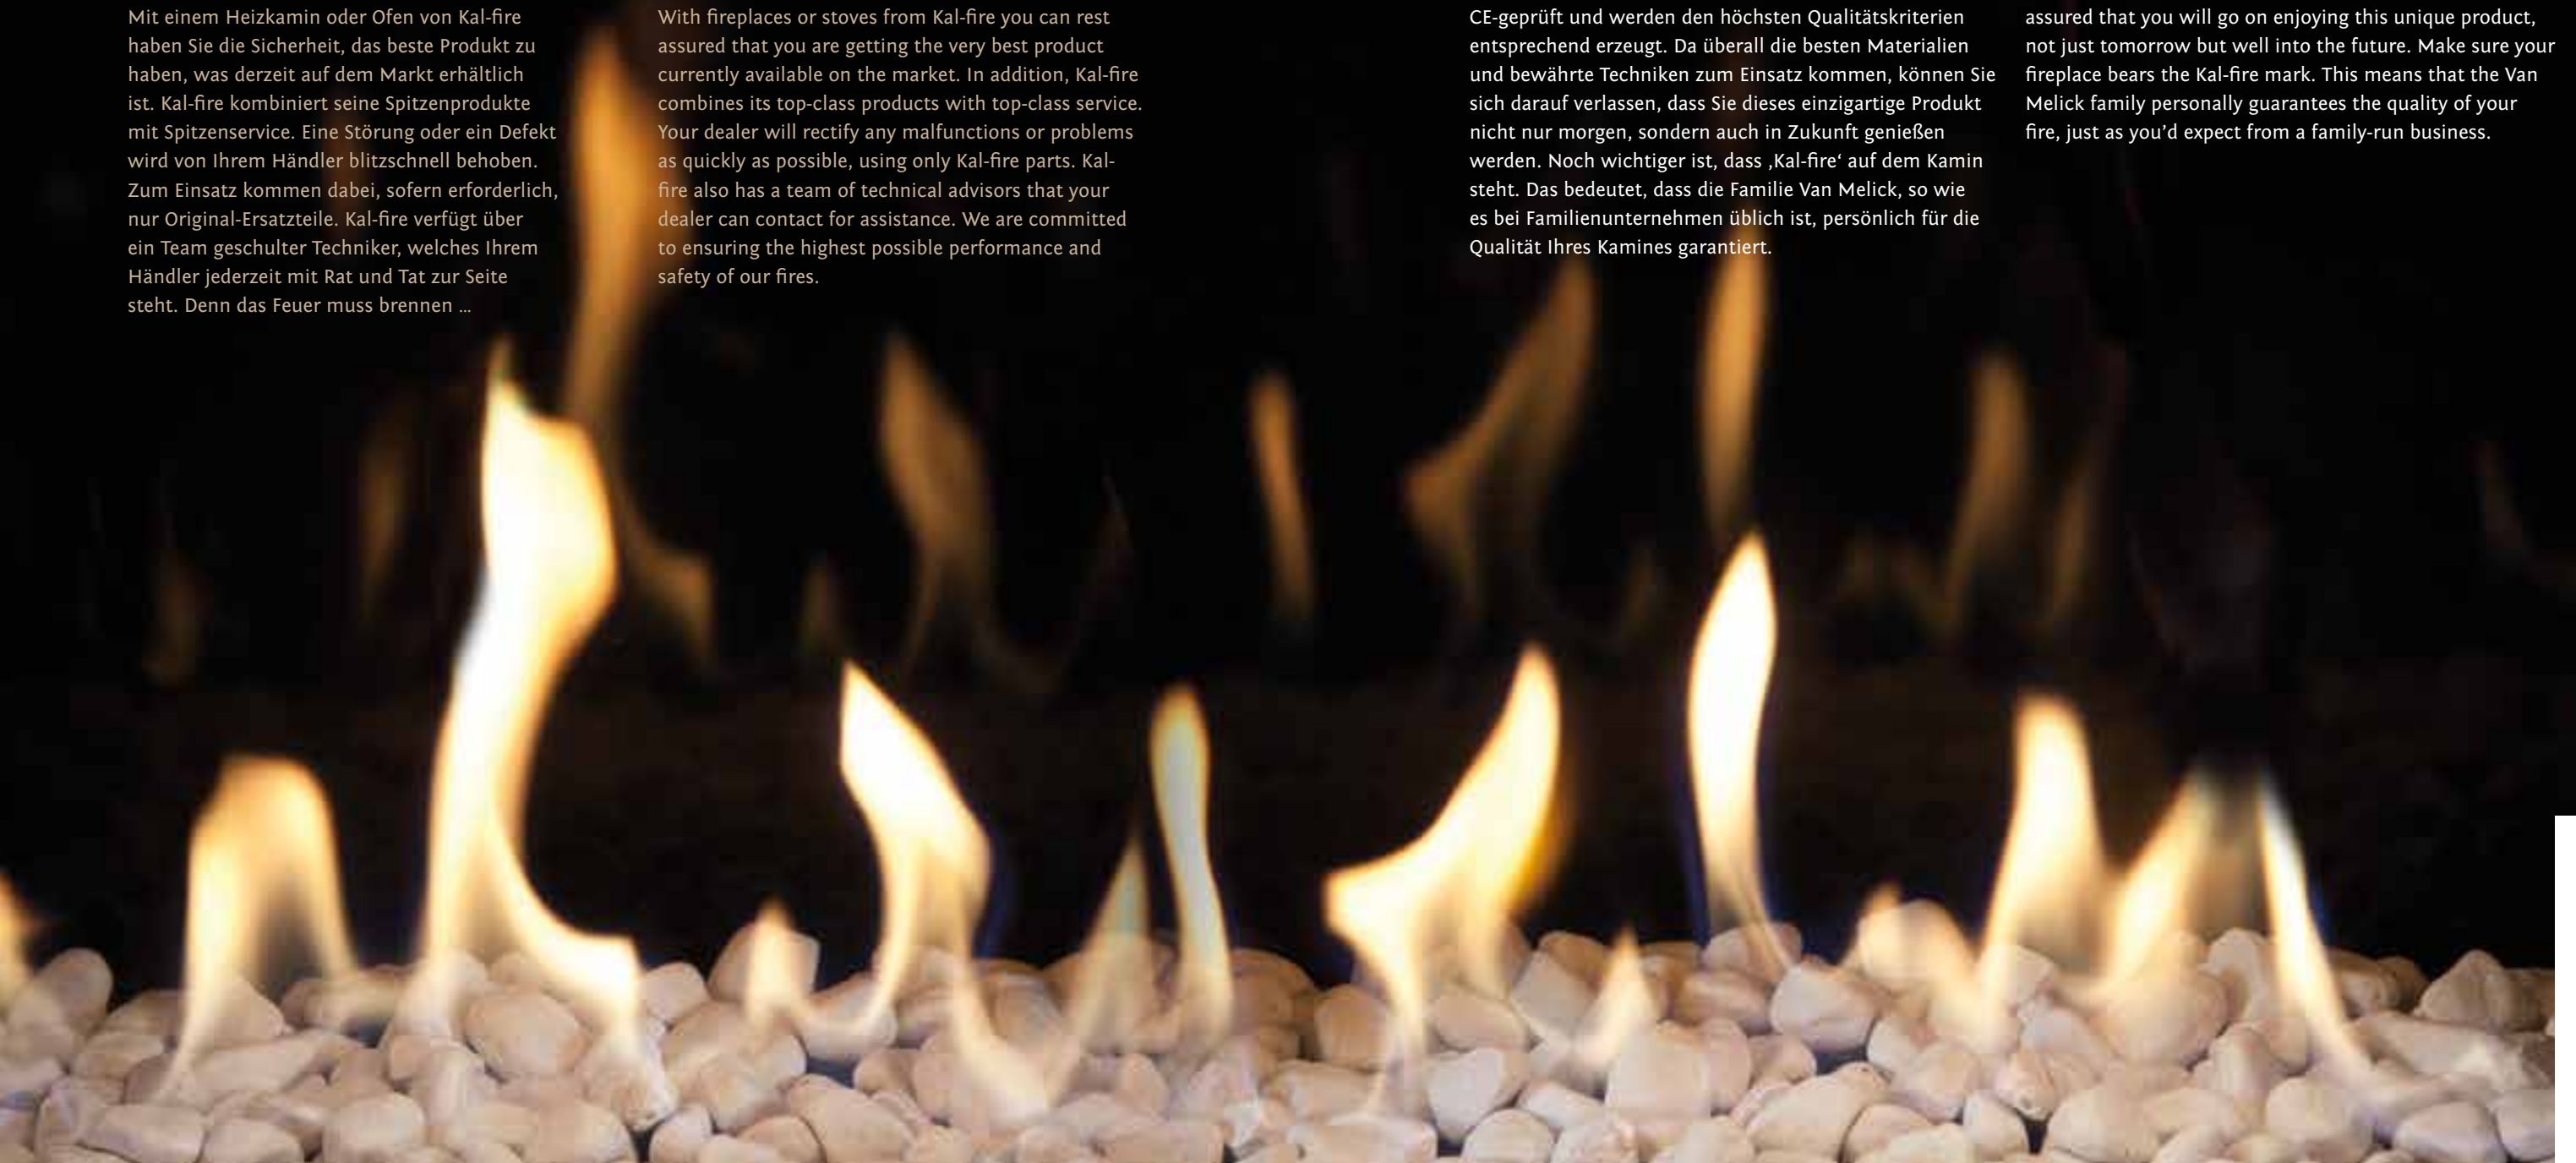 Mit einem Heizkamin oder Ofen von Kal-fire
haben Sie die Sicherheit, das beste Produkt zu
haben, was derzeit auf dem Markt erhältlich
ist. Kal-fire kombiniert seine Spitzenprodukte
mit Spitzenservice. Eine Störung oder ein Defekt
wird von Ihrem Händler blitzschnell behoben.
Zum Einsatz kommen dabei, sofern erforderlich,
nur Original-Ersatzteile. Kal-fire verfügt über
ein Team geschulter Techniker, welches Ihrem
Händler jederzeit mit Rat und Tat zur Seite
steht. Denn das Feuer muss brennen ...
With fireplaces or stoves from Kal-fire you can rest
assured that you are getting the very best product
currently available on the market. In addition, Kal-fire
combines its top-class products with top-class service.
Your dealer will rectify any malfunctions or problems
as quickly as possible, using only Kal-fire parts. Kal-
fire also has a team of technical advisors that your
dealer can contact for assistance. We are committed
to ensuring the highest possible performance and
safety of our fires.
CE-geprüft und werden den höchsten Qualitätskriterien
entsprechend erzeugt. Da überall die besten Materialien
und bewährte Techniken zum Einsatz kommen, können Sie
sich darauf verlassen, dass Sie dieses einzigartige Produkt
nicht nur morgen, sondern auch in Zukunft genießen
werden. Noch wichtiger ist, dass ‚Kal-fire‘ auf dem Kamin
steht. Das bedeutet, dass die Familie Van Melick, so wie
es bei Familienunternehmen üblich ist, persönlich für die
Qualität Ihres Kamines garantiert.
assured that you will go on enjoying this unique product,
not just tomorrow but well into the future. Make sure your
fireplace bears the Kal-fire mark. This means that the Van
Melick family personally guarantees the quality of your
fire, just as you’d expect from a family-run business.